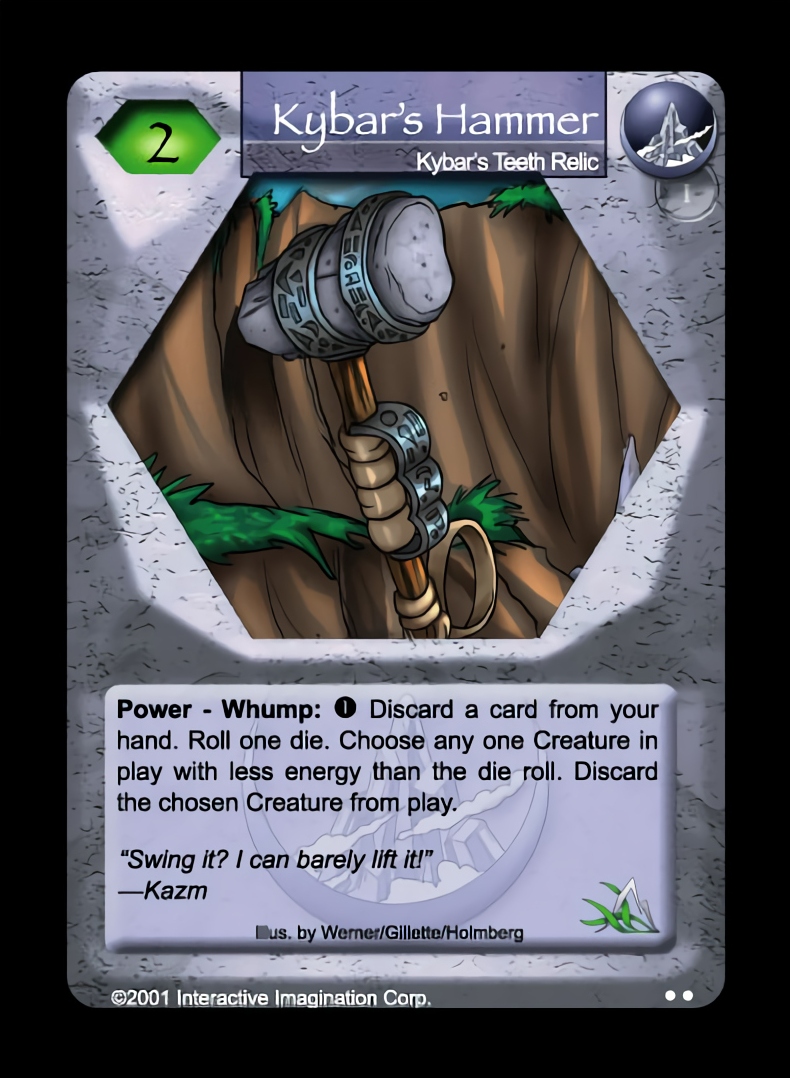 2
Kybar's Hammer
Kybar's Teeth Relic
1
Power - Whump: ❶ Discard a card from your
hand. Roll one die. Choose any one Creature in
play with less energy than the die roll. Discard
the chosen Creature from play.
“Swing it? I can barely lift it!”
—Kazm
Illus. by Werner/Gillette/Holmberg
©2001 Interactive Imagination Corp.